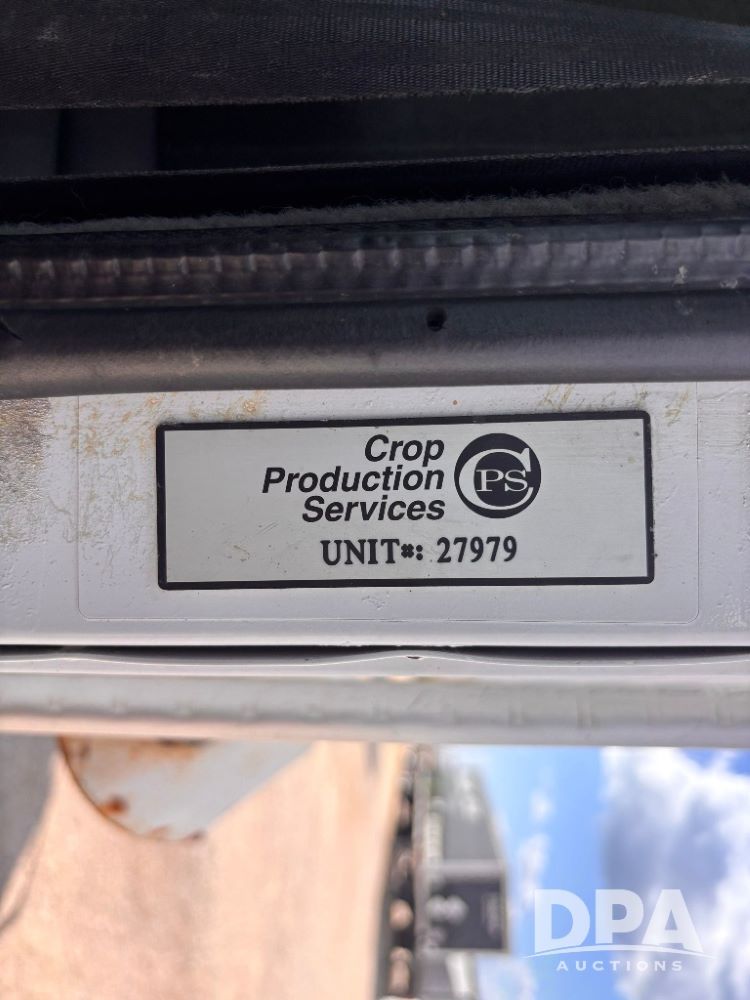 Crop
Production
Services
CPS
UNIT#: 27979
DPA
AUCTIONS